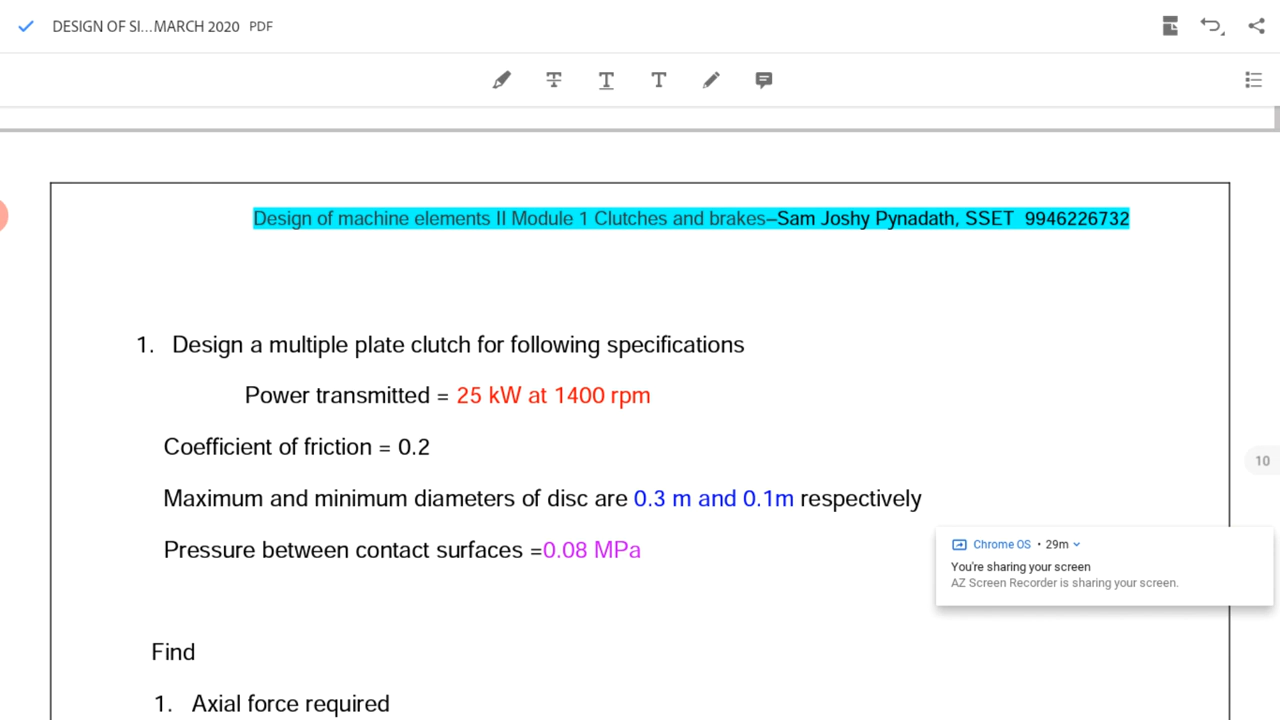 DESIGN OF SI...MARCH 2020 PDF
Design of machine elements II Module 1 Clutches and brakes–Sam Joshy Pynadath, SSET 9946226732
1. Design a multiple plate clutch for following specifications
Power transmitted = 25 kW at 1400 rpm
Coefficient of friction = 0.2
Maximum and minimum diameters of disc are 0.3 m and 0.1m respectively
10
Pressure between contact surfaces =0.08 MPa
Chrome OS • 29m
You're sharing your screen
AZ Screen Recorder is sharing your screen.
Find
1. Axial force required